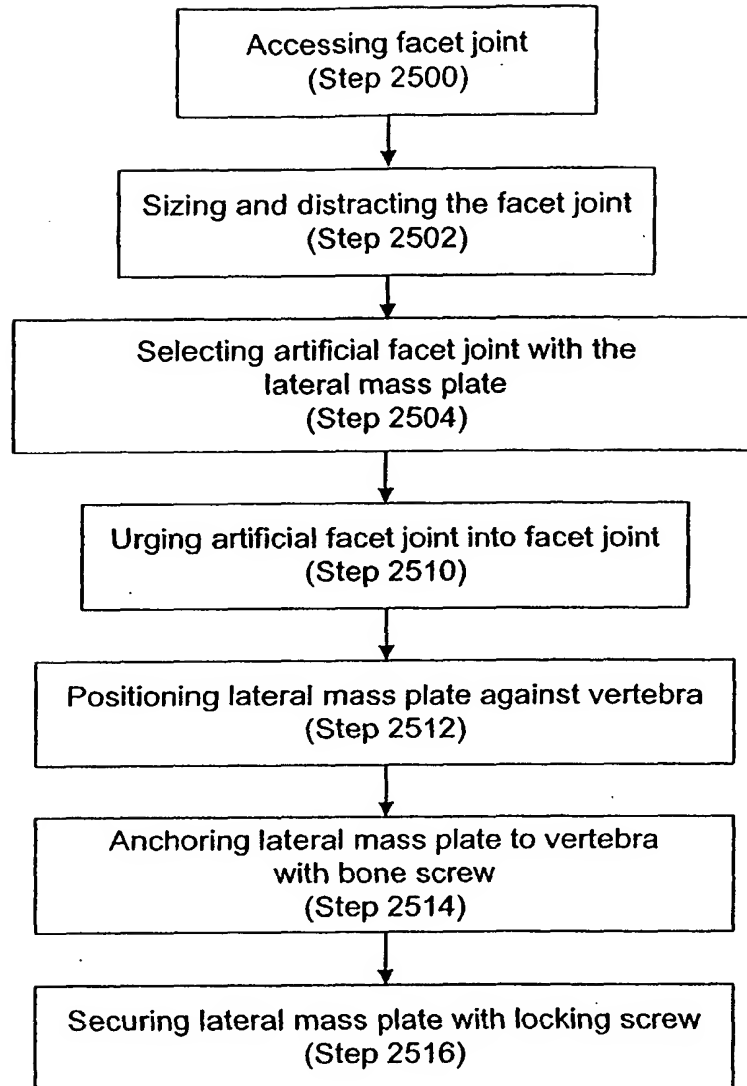 Accessing facet joint
(Step 2500)
Sizing and distracting the facet joint
(Step 2502)
Selecting artificial facet joint with the
lateral mass plate
(Step 2504)
Urging artificial facet joint into facet joint
(Step 2510)
Positioning lateral mass plate against vertebra
(Step 2512)
Anchoring lateral mass plate to vertebra
with bone screw
(Step 2514)
Securing lateral mass plate with locking screw
(Step 2516)